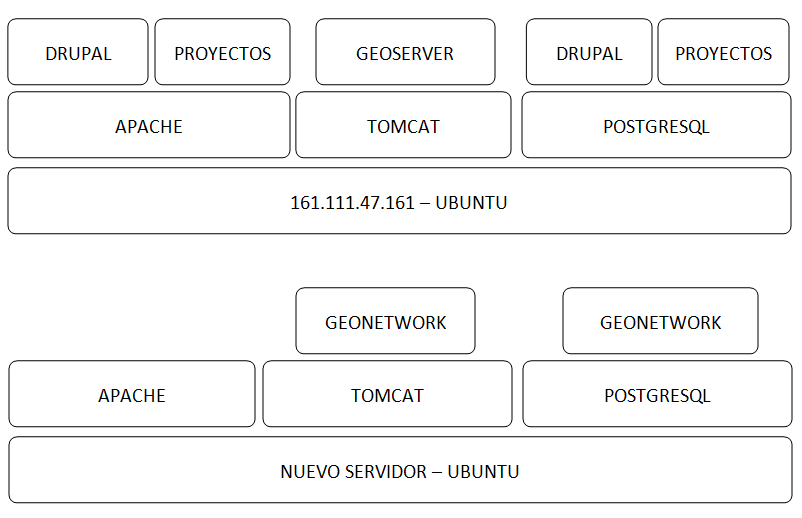 DRUPAL PROYECTOS GEOSERVER DRUPAL PROYECTOS
APACHE TOMCAT POSTGRESQL
161.111.47.161 – UBUNTU
GEONETWORK GEONETWORK
APACHE TOMCAT POSTGRESQL
NUEVO SERVIDOR – UBUNTU